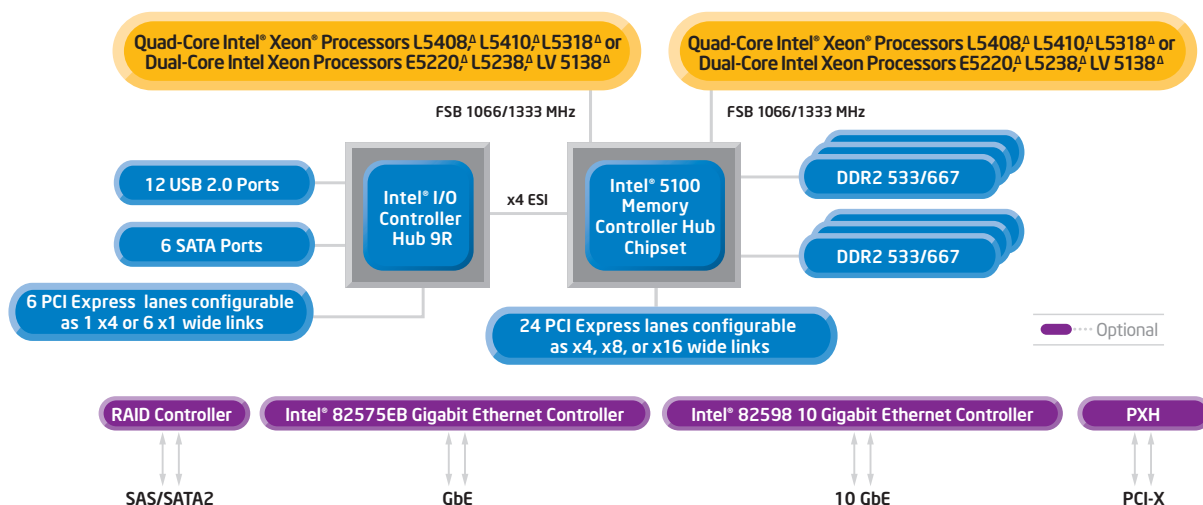 Quad-Core Intel® Xeon® Processors L5408,Δ L5410,Δ L5318Δ or
Dual-Core Intel Xeon Processors E5220,Δ L5238,Δ LV 5138Δ
Quad-Core Intel® Xeon® Processors L5408,Δ L5410,Δ L5318Δ or
Dual-Core Intel Xeon Processors E5220,Δ L5238,Δ LV 5138Δ
FSB 1066/1333 MHz
FSB 1066/1333 MHz
12 USB 2.0 Ports
6 SATA Ports
6 PCI Express lanes configurable
as 1 x4 or 6 x1 wide links
Intel® I/O
Controller
Hub 9R
x4 ESI
Intel® 5100
Memory
Controller Hub
Chipset
DDR2 533/667
DDR2 533/667
24 PCI Express lanes configurable
as x4, x8, or x16 wide links
Optional
RAID Controller
Intel® 82575EB Gigabit Ethernet Controller
Intel® 82598 10 Gigabit Ethernet Controller
PXH
SAS/SATA2
GbE
10 GbE
PCI-X